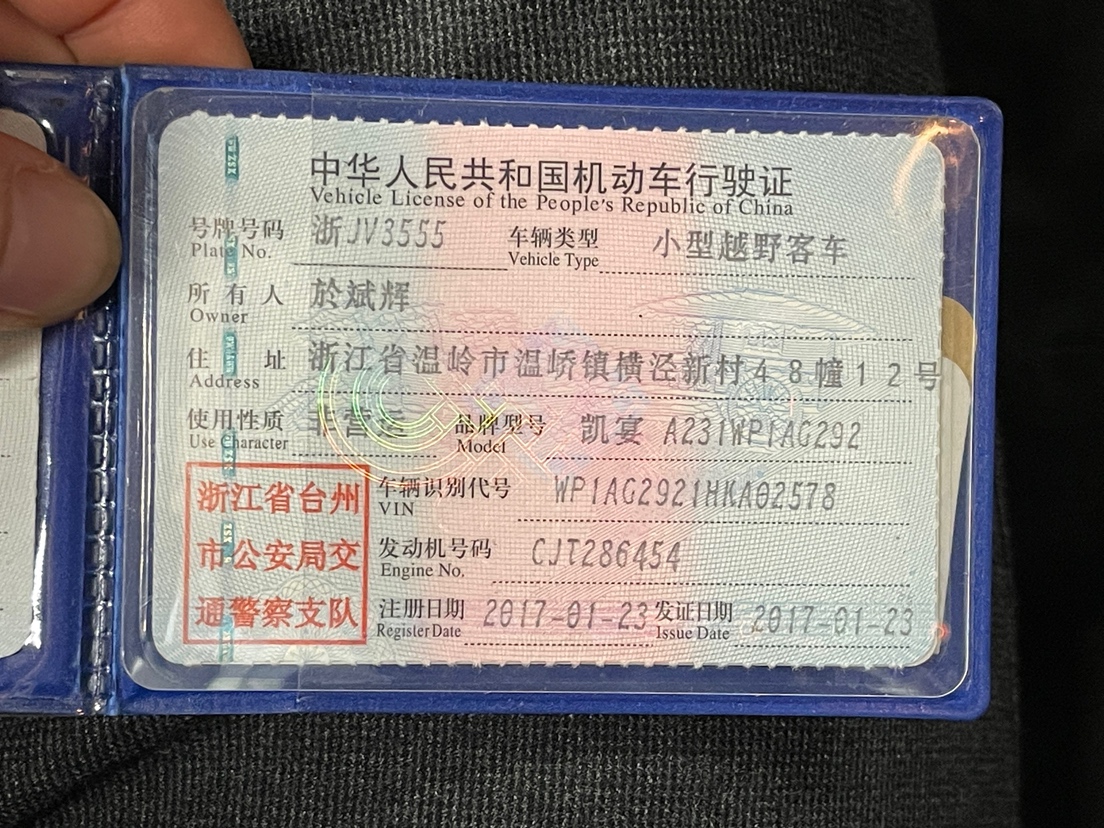 中华人民共和国机动车行驶证
Vehicle License of the People's Republic of China
号牌号码 浙JV3555 车辆类型 小型越野客车
Plate No. Vehicle Type
所有人 於斌辉
Owner
住址 浙江省温岭市温峤镇横泾新村48幢12号
Address
使用性质 非营运 品牌型号 凯宴 A231WP1AG292
Use Character Model
浙江省台州
市公安局交
通警察支队
车辆识别代号 WP1AG2921HKA02578
VIN
发动机号码 CJT286454
Engine No.
注册日期 2017-01-23 发证日期 2017-01-23
Register Date Issue Date